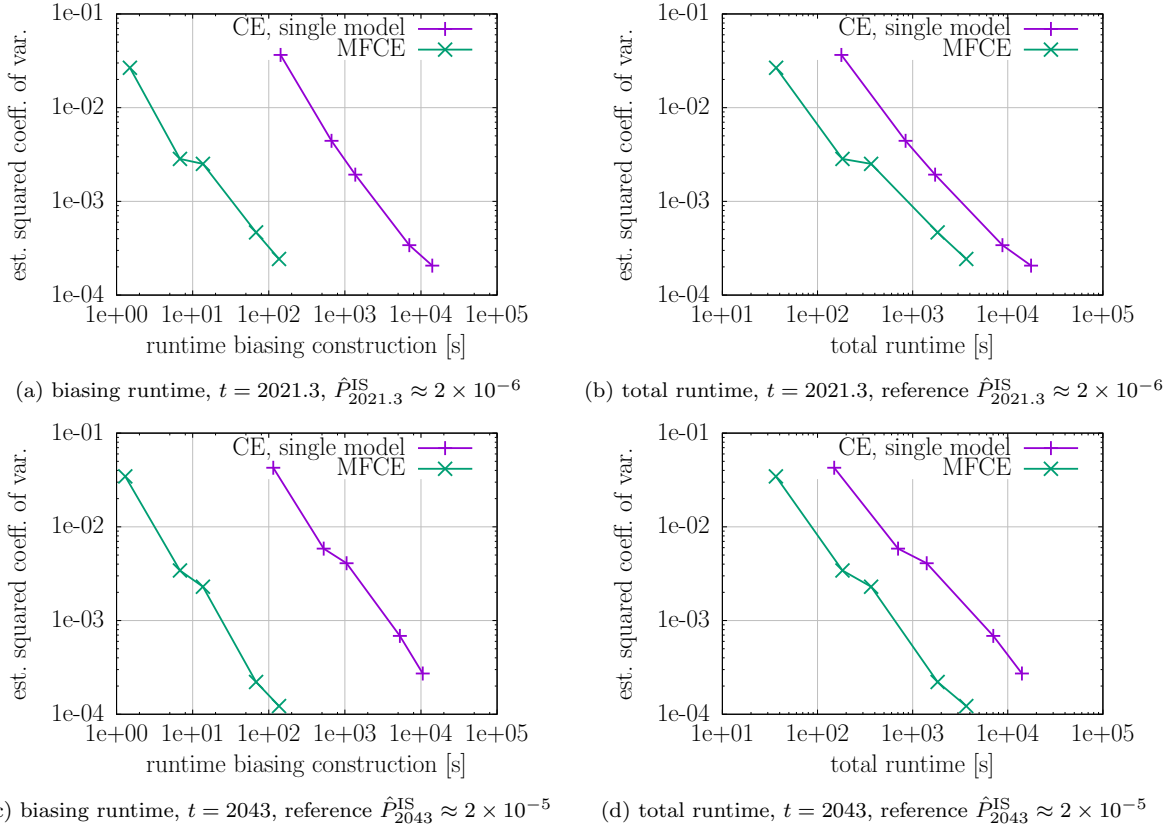 1e-01
1e-02
1e-03
1e-04
est. squared coeff. of var.
CE, single model
MFCE
1e+00 1e+01 1e+02 1e+03 1e+04 1e+05
runtime biasing construction [s]
1e-01
1e-02
1e-03
1e-04
est. squared coeff. of var.
CE, single model
MFCE
1e+01 1e+02 1e+03 1e+04 1e+05
total runtime [s]
(a) biasing runtime, t = 2021.3, P̂^IS_2021.3 ≈ 2 × 10^−6
(b) total runtime, t = 2021.3, reference P̂^IS_2021.3 ≈ 2 × 10^−6
1e-01
1e-02
1e-03
1e-04
est. squared coeff. of var.
CE, single model
MFCE
1e+00 1e+01 1e+02 1e+03 1e+04 1e+05
runtime biasing construction [s]
1e-01
1e-02
1e-03
1e-04
est. squared coeff. of var.
CE, single model
MFCE
1e+01 1e+02 1e+03 1e+04 1e+05
total runtime [s]
) biasing runtime, t = 2043, reference P̂^IS_2043 ≈ 2 × 10^−5
(d) total runtime, t = 2043, reference P̂^IS_2043 ≈ 2 × 10^−5